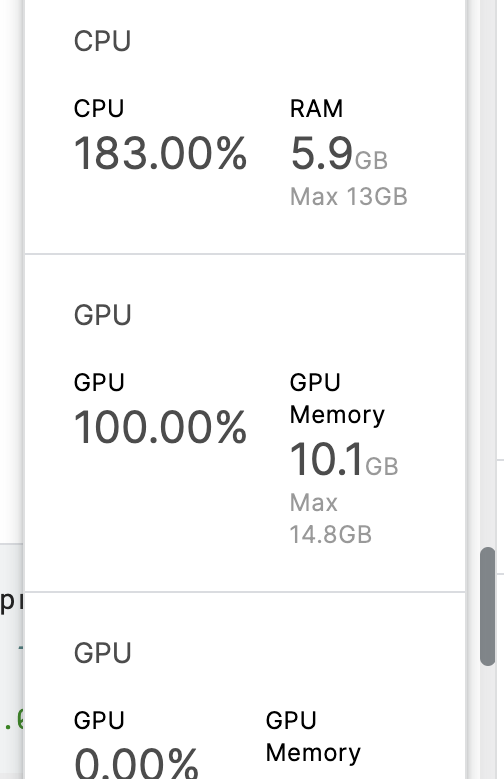 CPU
CPU RAM
183.00% 5.9GB
Max 13GB
GPU
GPU GPU
Memory
100.00% 10.1GB
Max
14.8GB
GPU
GPU GPU
Memory
0.00%